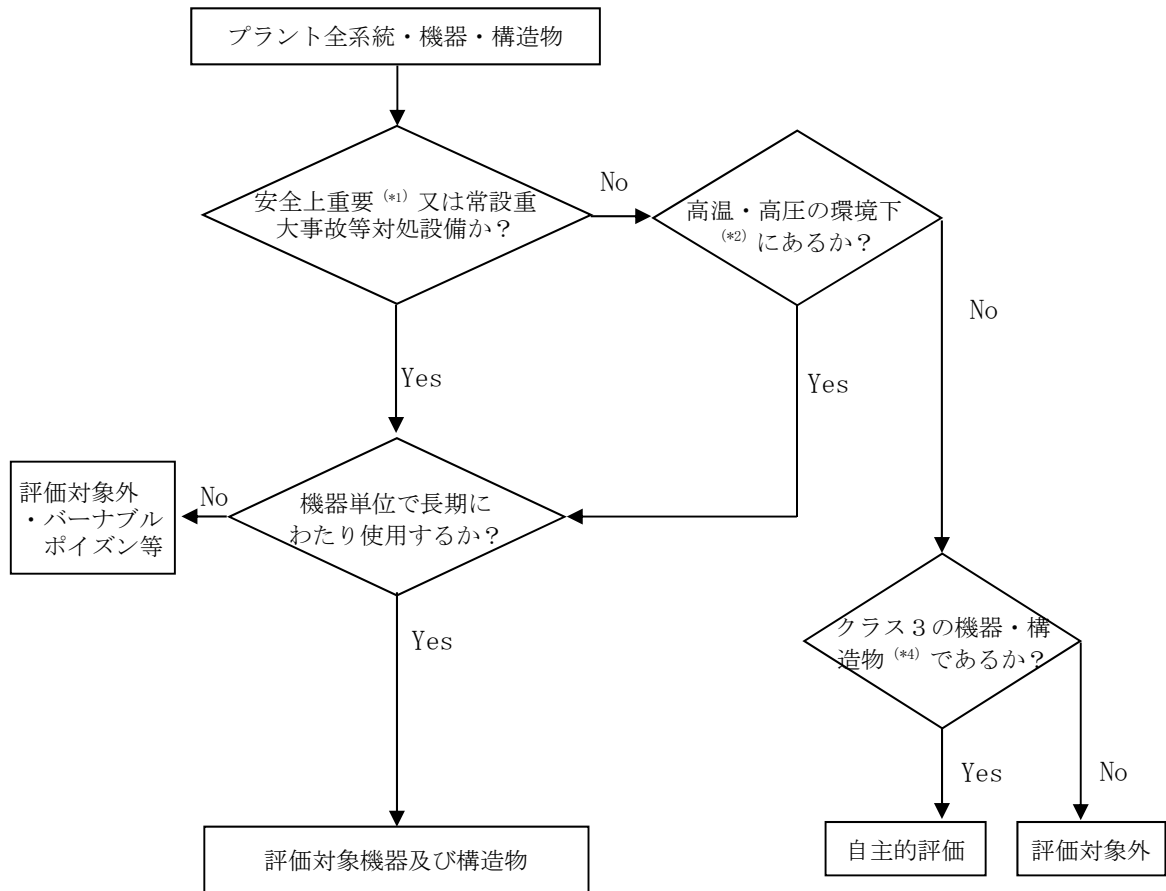 プラント全系統・機器・構造物
安全上重要(*1)又は常設重
大事故等対処設備か?
No
高温・高圧の環境下
(*2)にあるか?
No
Yes
Yes
評価対象外
・バーナブル
ポイズン等
No
機器単位で長期に
わたり使用するか?
Yes
クラス3の機器・構
造物(*4)であるか?
Yes
No
評価対象機器及び構造物
自主的評価
評価対象外